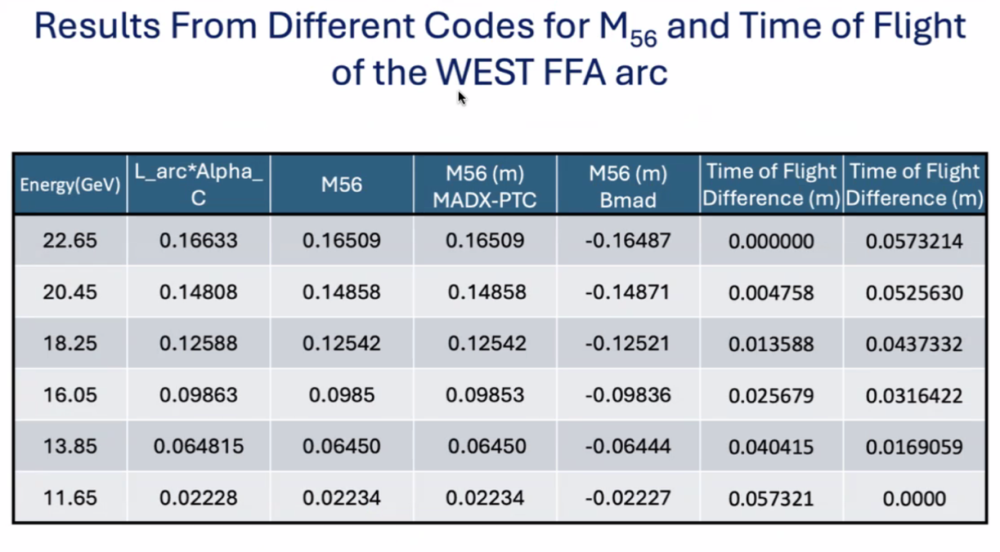 Results From Different Codes for M56 and Time of Flight
of the WEST FFA arc
Energy(GeV) L_arc*Alpha_C M56 M56 (m) MADX-PTC M56 (m) Bmad Time of Flight Difference (m) Time of Flight Difference (m)
22.65 0.16633 0.16509 0.16509 -0.16487 0.000000 0.0573214
20.45 0.14808 0.14858 0.14858 -0.14871 0.004758 0.0525630
18.25 0.12588 0.12542 0.12542 -0.12521 0.013588 0.0437332
16.05 0.09863 0.0985 0.09853 -0.09836 0.025679 0.0316422
13.85 0.064815 0.06450 0.06450 -0.06444 0.040415 0.0169059
11.65 0.02228 0.02234 0.02234 -0.02227 0.057321 0.0000